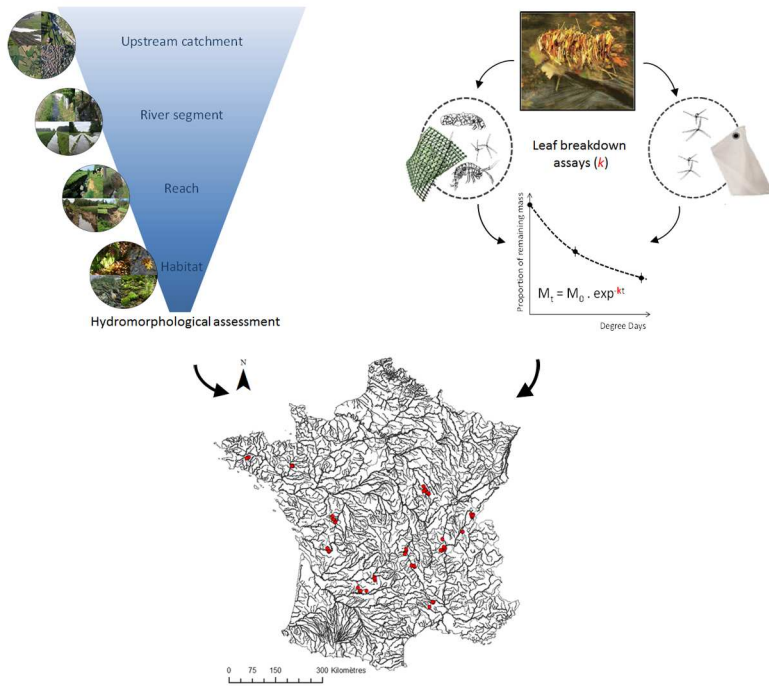 Upstream catchment
River segment
Reach
Habitat
Hydromorphological assessment
Leaf breakdown
assays (k)
Proportion of remaining mass
Mt = M0 . exp-kt
Degree Days
N
0 75 150 300 Kilomètres